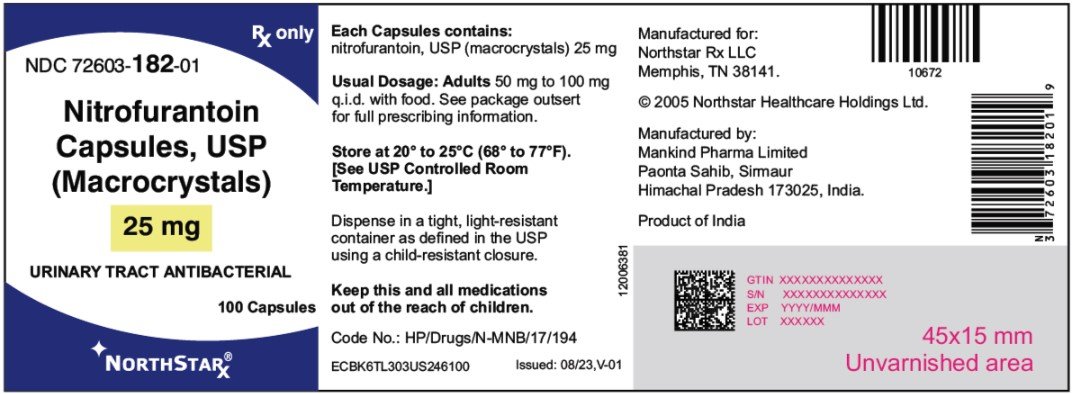 Rx only
NDC 72603-182-01
Nitrofurantoin
Capsules, USP
(Macrocrystals)
25 mg
URINARY TRACT ANTIBACTERIAL
100 Capsules
NORTHSTARx®
Each Capsules contains:
nitrofurantoin, USP (macrocrystals) 25 mg
Usual Dosage: Adults 50 mg to 100 mg
q.i.d. with food. See package outsert
for full prescribing information.
Store at 20° to 25°C (68° to 77°F).
[See USP Controlled Room
Temperature.]
Dispense in a tight, light-resistant
container as defined in the USP
using a child-resistant closure.
Keep this and all medications
out of the reach of children.
Code No.: HP/Drugs/N-MNB/17/194
ECBK6TL303US246100 Issued: 08/23,V-01
12006381
Manufactured for:
Northstar Rx LLC
Memphis, TN 38141.
© 2005 Northstar Healthcare Holdings Ltd.
Manufactured by:
Mankind Pharma Limited
Paonta Sahib, Sirmaur
Himachal Pradesh 173025, India.
Product of India
10672
N 3 72603 18201 9
GTIN XXXXXXXXXXXXXX
S/N XXXXXXXXXXXXXX
EXP YYYY/MMM
LOT XXXXXX
45x15 mm
Unvarnished area